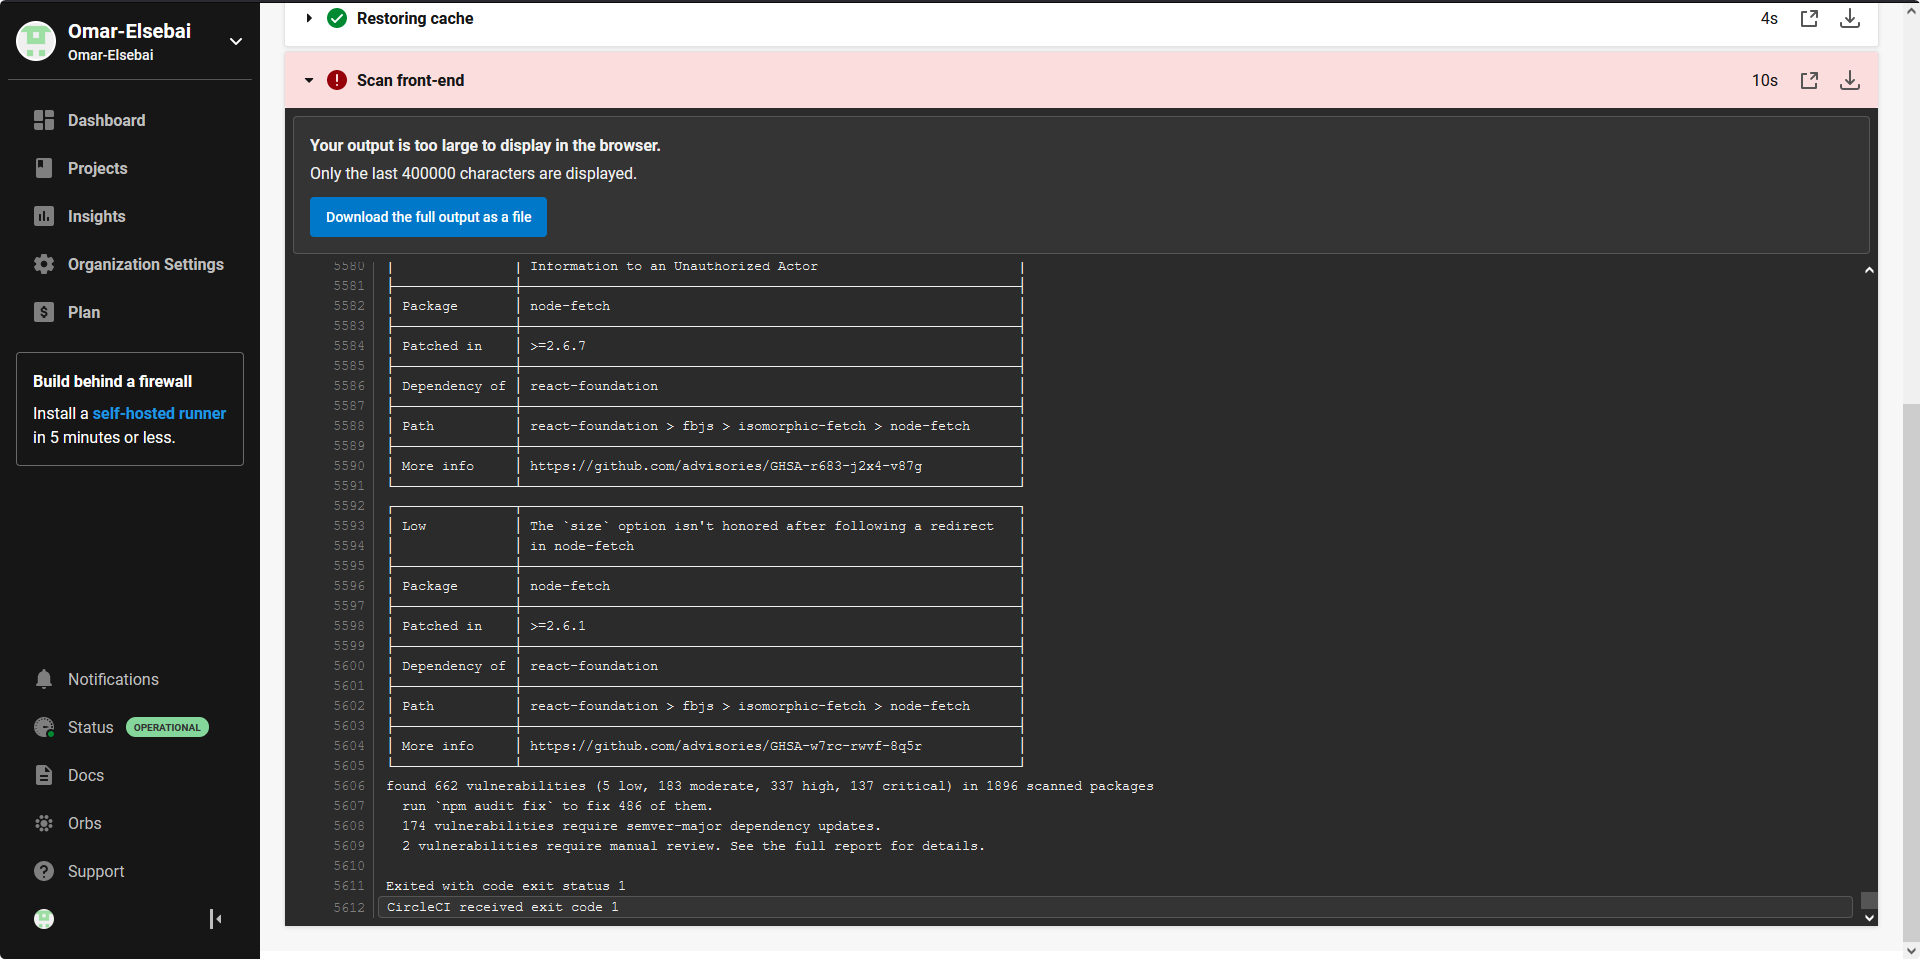 Omar-Elsebai
Omar-Elsebai
Dashboard
Projects
Insights
Organization Settings
Plan
Build behind a firewall
Install a self-hosted runner
in 5 minutes or less.
Notifications
Status OPERATIONAL
Docs
Orbs
Support
Restoring cache 4s
Scan front-end 10s
Your output is too large to display in the browser.
Only the last 400000 characters are displayed.
Download the full output as a file
5580 Information to an Unauthorized Actor
5581
5582 Package node-fetch
5583
5584 Patched in >=2.6.7
5585
5586 Dependency of react-foundation
5587
5588 Path react-foundation > fbjs > isomorphic-fetch > node-fetch
5589
5590 More info https://github.com/advisories/GHSA-r683-j2x4-v87g
5591
5592
5593 Low The `size` option isn't honored after following a redirect
5594 in node-fetch
5595
5596 Package node-fetch
5597
5598 Patched in >=2.6.1
5599
5600 Dependency of react-foundation
5601
5602 Path react-foundation > fbjs > isomorphic-fetch > node-fetch
5603
5604 More info https://github.com/advisories/GHSA-w7rc-rwvf-8q5r
5605
5606 found 662 vulnerabilities (5 low, 183 moderate, 337 high, 137 critical) in 1896 scanned packages
5607 run `npm audit fix` to fix 486 of them.
5608 174 vulnerabilities require semver-major dependency updates.
5609 2 vulnerabilities require manual review. See the full report for details.
5610
5611 Exited with code exit status 1
5612 CircleCI received exit code 1